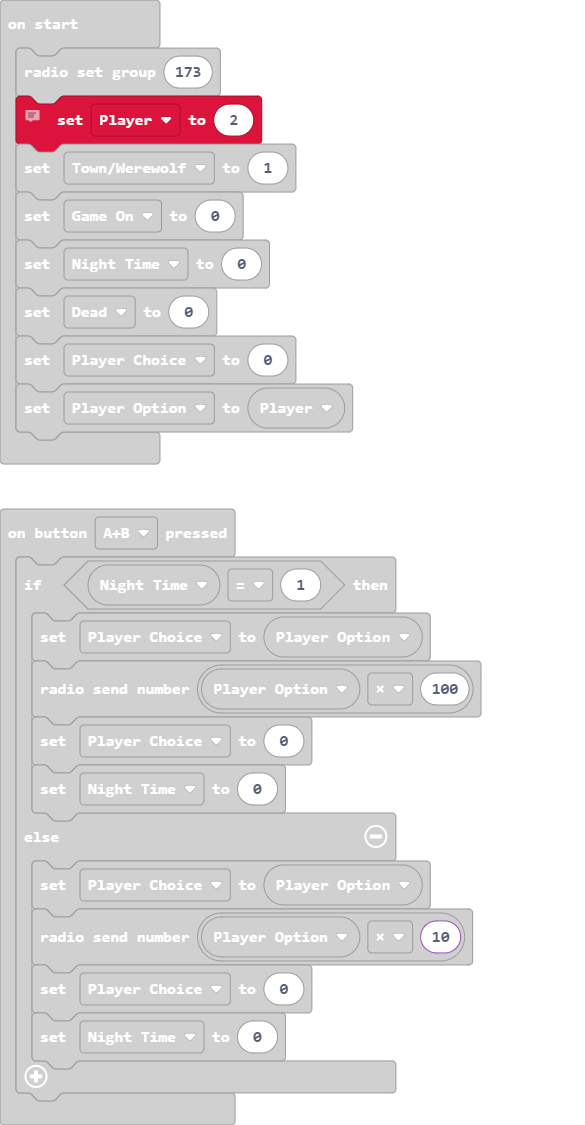 on start
radio set group 173
set Player to 2
set Town/Werewolf to 1
set Game On to 0
set Night Time to 0
set Dead to 0
set Player Choice to 0
set Player Option to Player
on button A+B pressed
if Night Time = 1 then
set Player Choice to Player Option
radio send number Player Option × 100
set Player Choice to 0
set Night Time to 0
else
set Player Choice to Player Option
radio send number Player Option × 10
set Player Choice to 0
set Night Time to 0